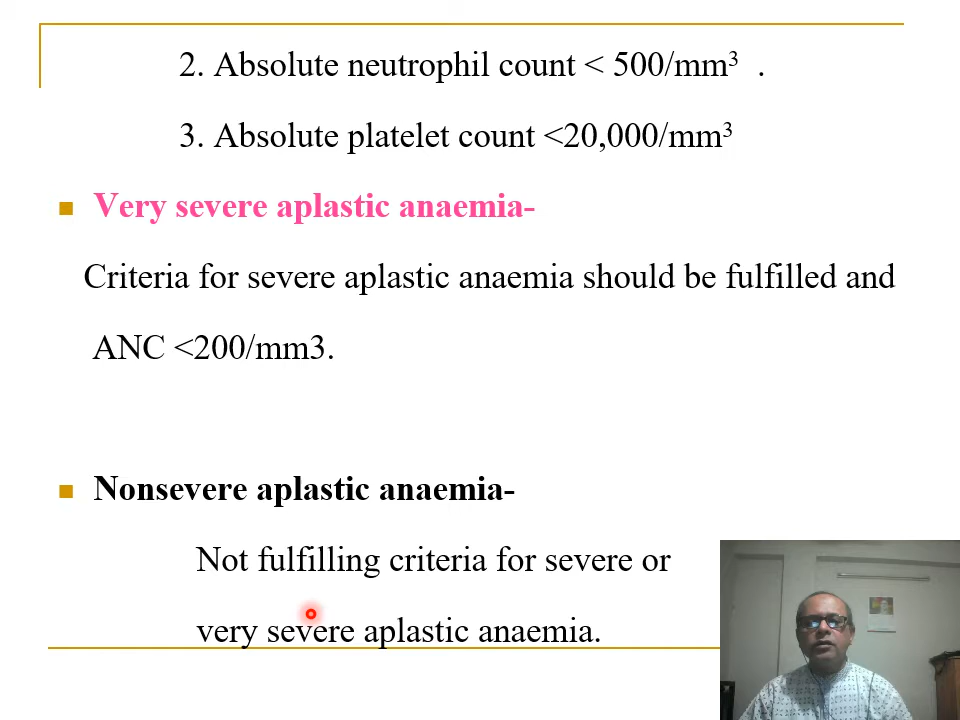 2. Absolute neutrophil count < 500/mm³ .
3. Absolute platelet count <20,000/mm³
Very severe aplastic anaemia-
Criteria for severe aplastic anaemia should be fulfilled and
ANC <200/mm3.
Nonsevere aplastic anaemia-
Not fulfilling criteria for severe or
very severe aplastic anaemia.